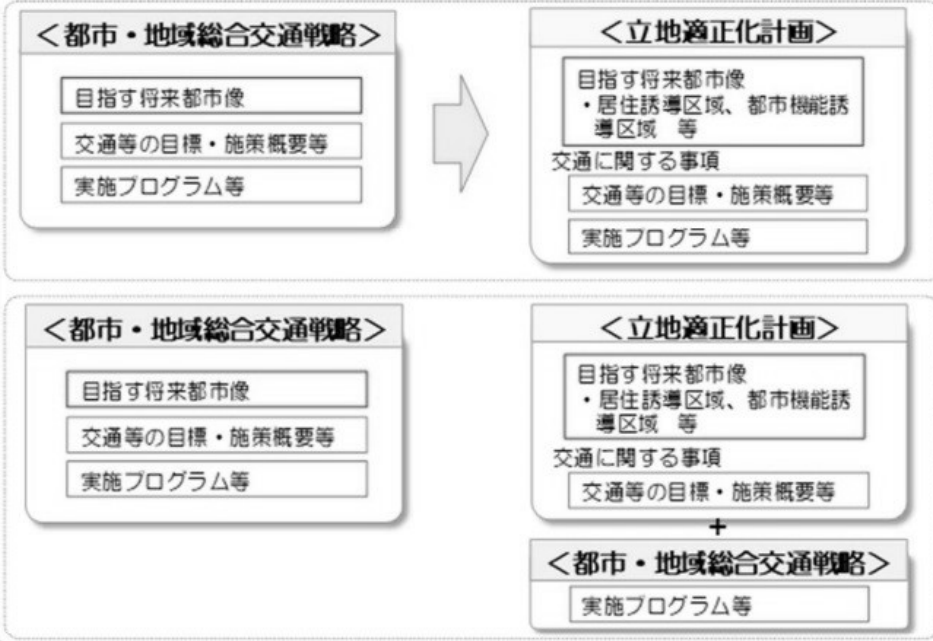 ＜都市・地域総合交通戦略＞
目指す将来都市像
交通等の目標・施策概要等
実施プログラム等
＜立地適正化計画＞
目指す将来都市像
・居住誘導区域、都市機能誘
導区域　等
交通に関する事項
交通等の目標・施策概要等
実施プログラム等
＜都市・地域総合交通戦略＞
目指す将来都市像
交通等の目標・施策概要等
実施プログラム等
＜立地適正化計画＞
目指す将来都市像
・居住誘導区域、都市機能誘
導区域　等
交通に関する事項
交通等の目標・施策概要等
+
＜都市・地域総合交通戦略＞
実施プログラム等